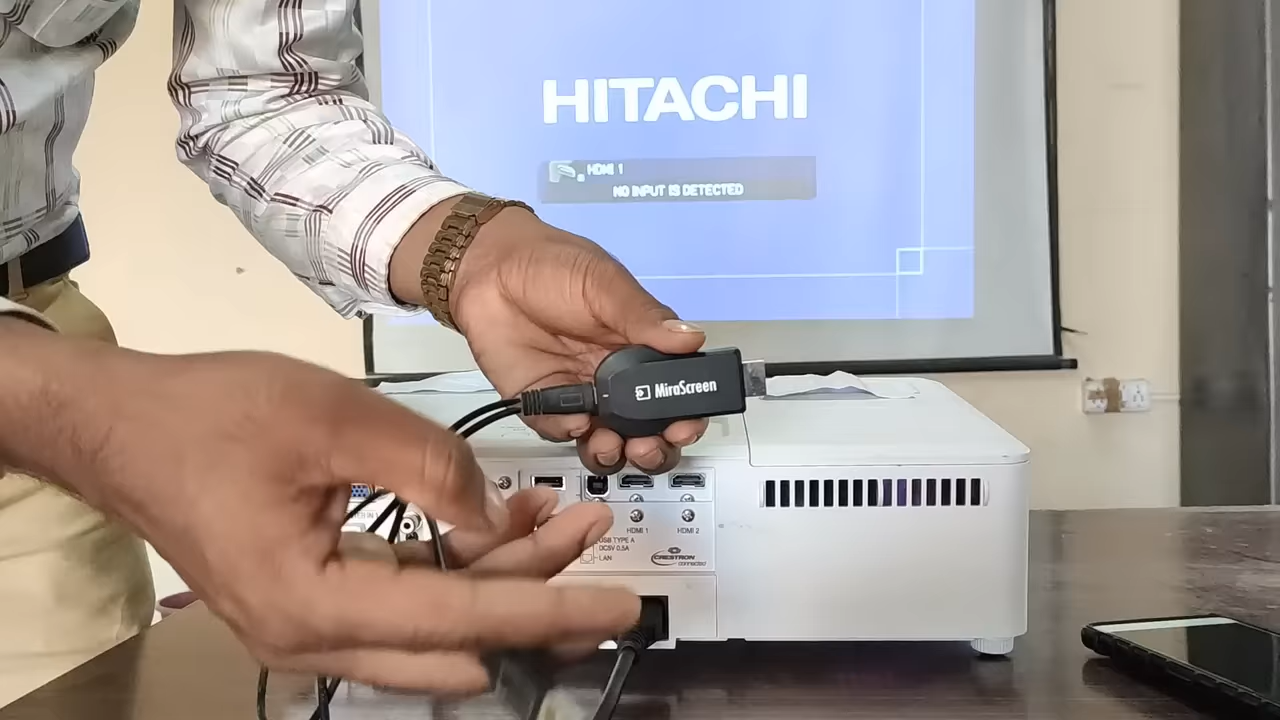 HITACHI
HDMI 1
NO INPUT IS DETECTED
MiraScreen
HDMI 1
HDMI 2
USB TYPE A
DC5V 0.5A
LAN
CRESTRON
connected